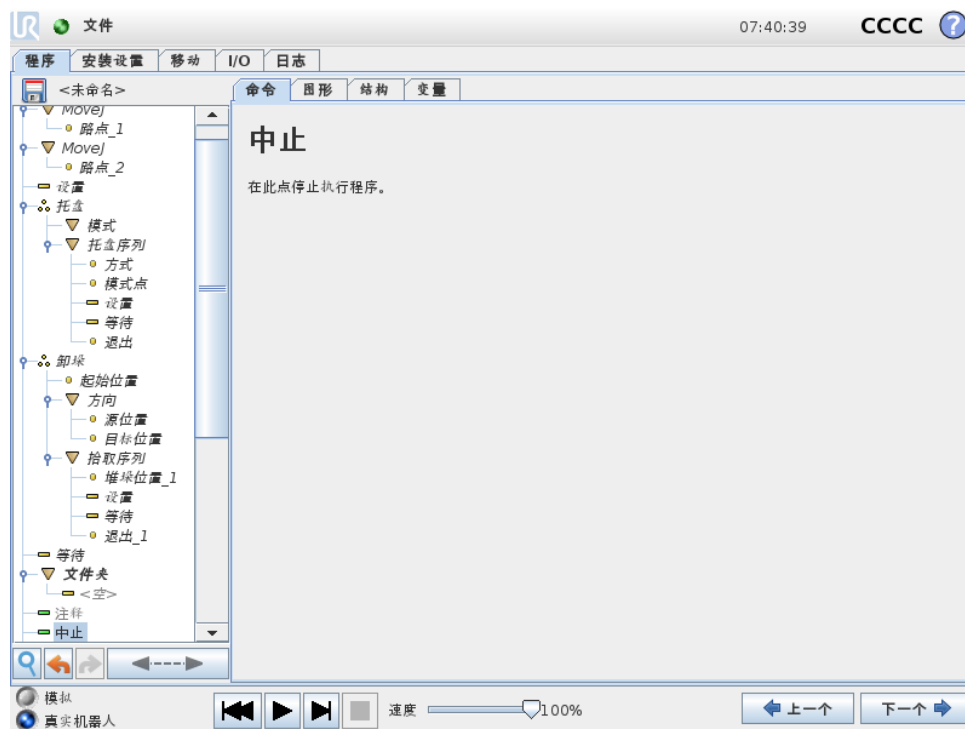 UR 文件 07:40:39 CCCC ?
程序 安装设置 移动 I/O 日志
<未命名> 命令 图形 结构 变量
MoveJ
路点_1
MoveJ
路点_2
设置
托盘
模式
托盘序列
方式
模式点
设置
等待
退出
卸垛
起始位置
方向
源位置
目标位置
拾取序列
堆垛位置_1
设置
等待
退出_1
等待
文件夹
<空>
注释
中止
中止
在此点停止执行程序。
模拟
真实机器人
速度 100%
上一个 下一个